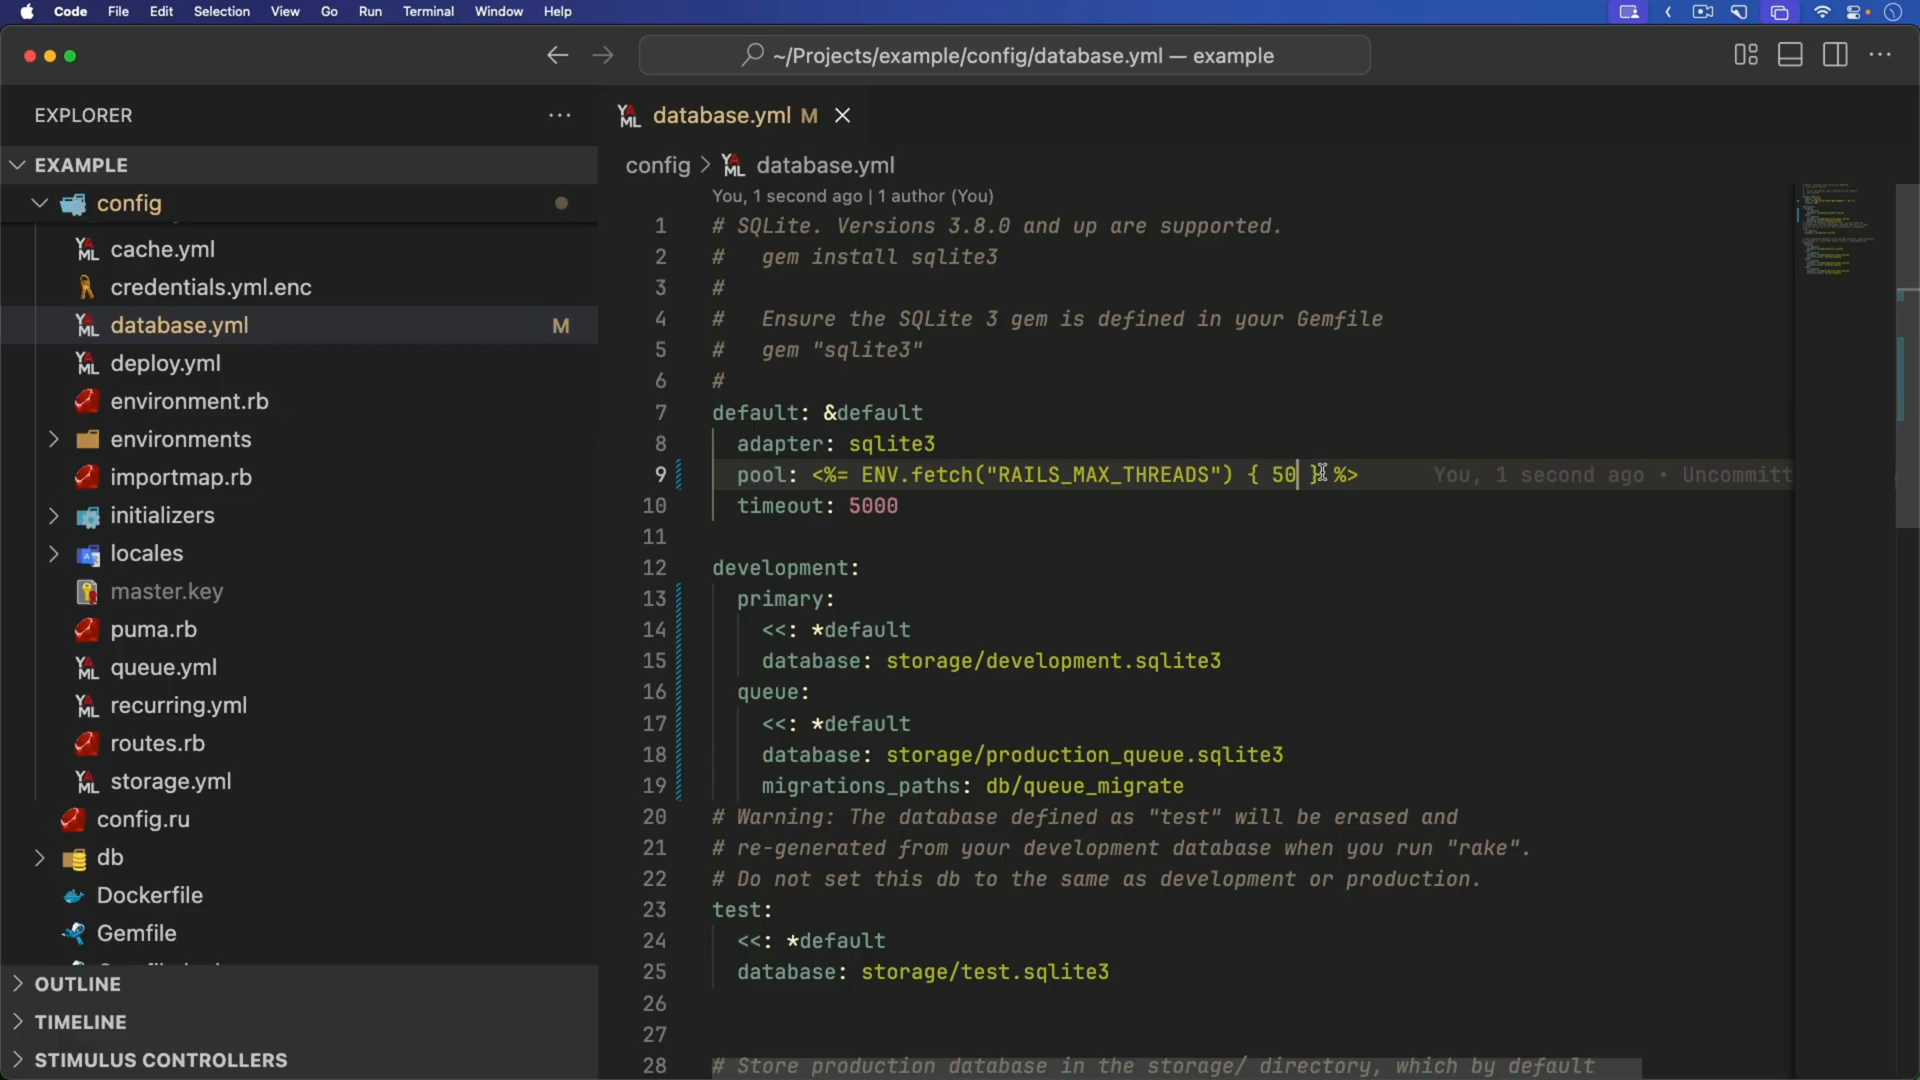 Code File Edit Selection View Go Run Terminal Window Help
~/Projects/example/config/database.yml — example
EXPLORER
EXAMPLE
config
cache.yml
credentials.yml.enc
database.yml M
deploy.yml
environment.rb
environments
importmap.rb
initializers
locales
master.key
puma.rb
queue.yml
recurring.yml
routes.rb
storage.yml
config.ru
db
Dockerfile
Gemfile
OUTLINE
TIMELINE
STIMULUS CONTROLLERS
database.yml M
config > database.yml
You, 1 second ago | 1 author (You)
1 # SQLite. Versions 3.8.0 and up are supported.
2 #   gem install sqlite3
3 #
4 #   Ensure the SQLite 3 gem is defined in your Gemfile
5 #   gem "sqlite3"
6 #
7 default: &default
8   adapter: sqlite3
9   pool: <%= ENV.fetch("RAILS_MAX_THREADS") { 50 } %> You, 1 second ago • Uncommitt
10   timeout: 5000
11
12 development:
13   primary:
14     <<: *default
15     database: storage/development.sqlite3
16   queue:
17     <<: *default
18     database: storage/production_queue.sqlite3
19     migrations_paths: db/queue_migrate
20 # Warning: The database defined as "test" will be erased and
21 # re-generated from your development database when you run "rake".
22 # Do not set this db to the same as development or production.
23 test:
24   <<: *default
25   database: storage/test.sqlite3
26
27
28 # Store production database in the storage/ directory, which by default